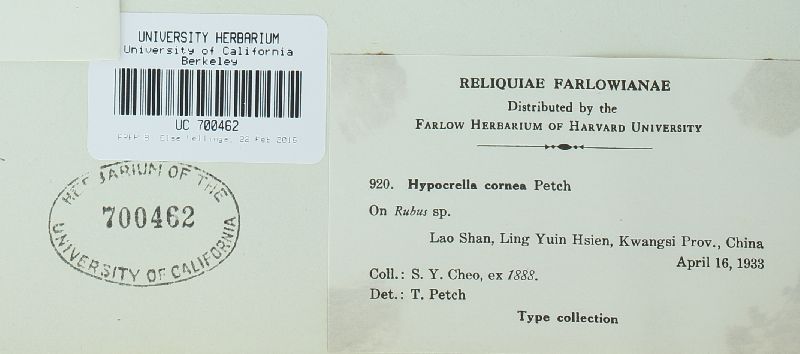 UNIVERSITY HERBARIUM
University of California
Berkeley
UC 700462
HERBARIUM OF THE
700462
UNIVERSITY OF CALIFORNIA
RELIQUIAE FARLOWIANAE
Distributed by the
FARLOW HERBARIUM OF HARVARD UNIVERSITY
920. Hypocrella cornea Petch
On Rubus sp.
Lao Shan, Ling Yuin Hsien, Kwangsi Prov., China
April 16, 1933
Coll.: S. Y. Cheo, ex 1888.
Det.: T. Petch
Type collection